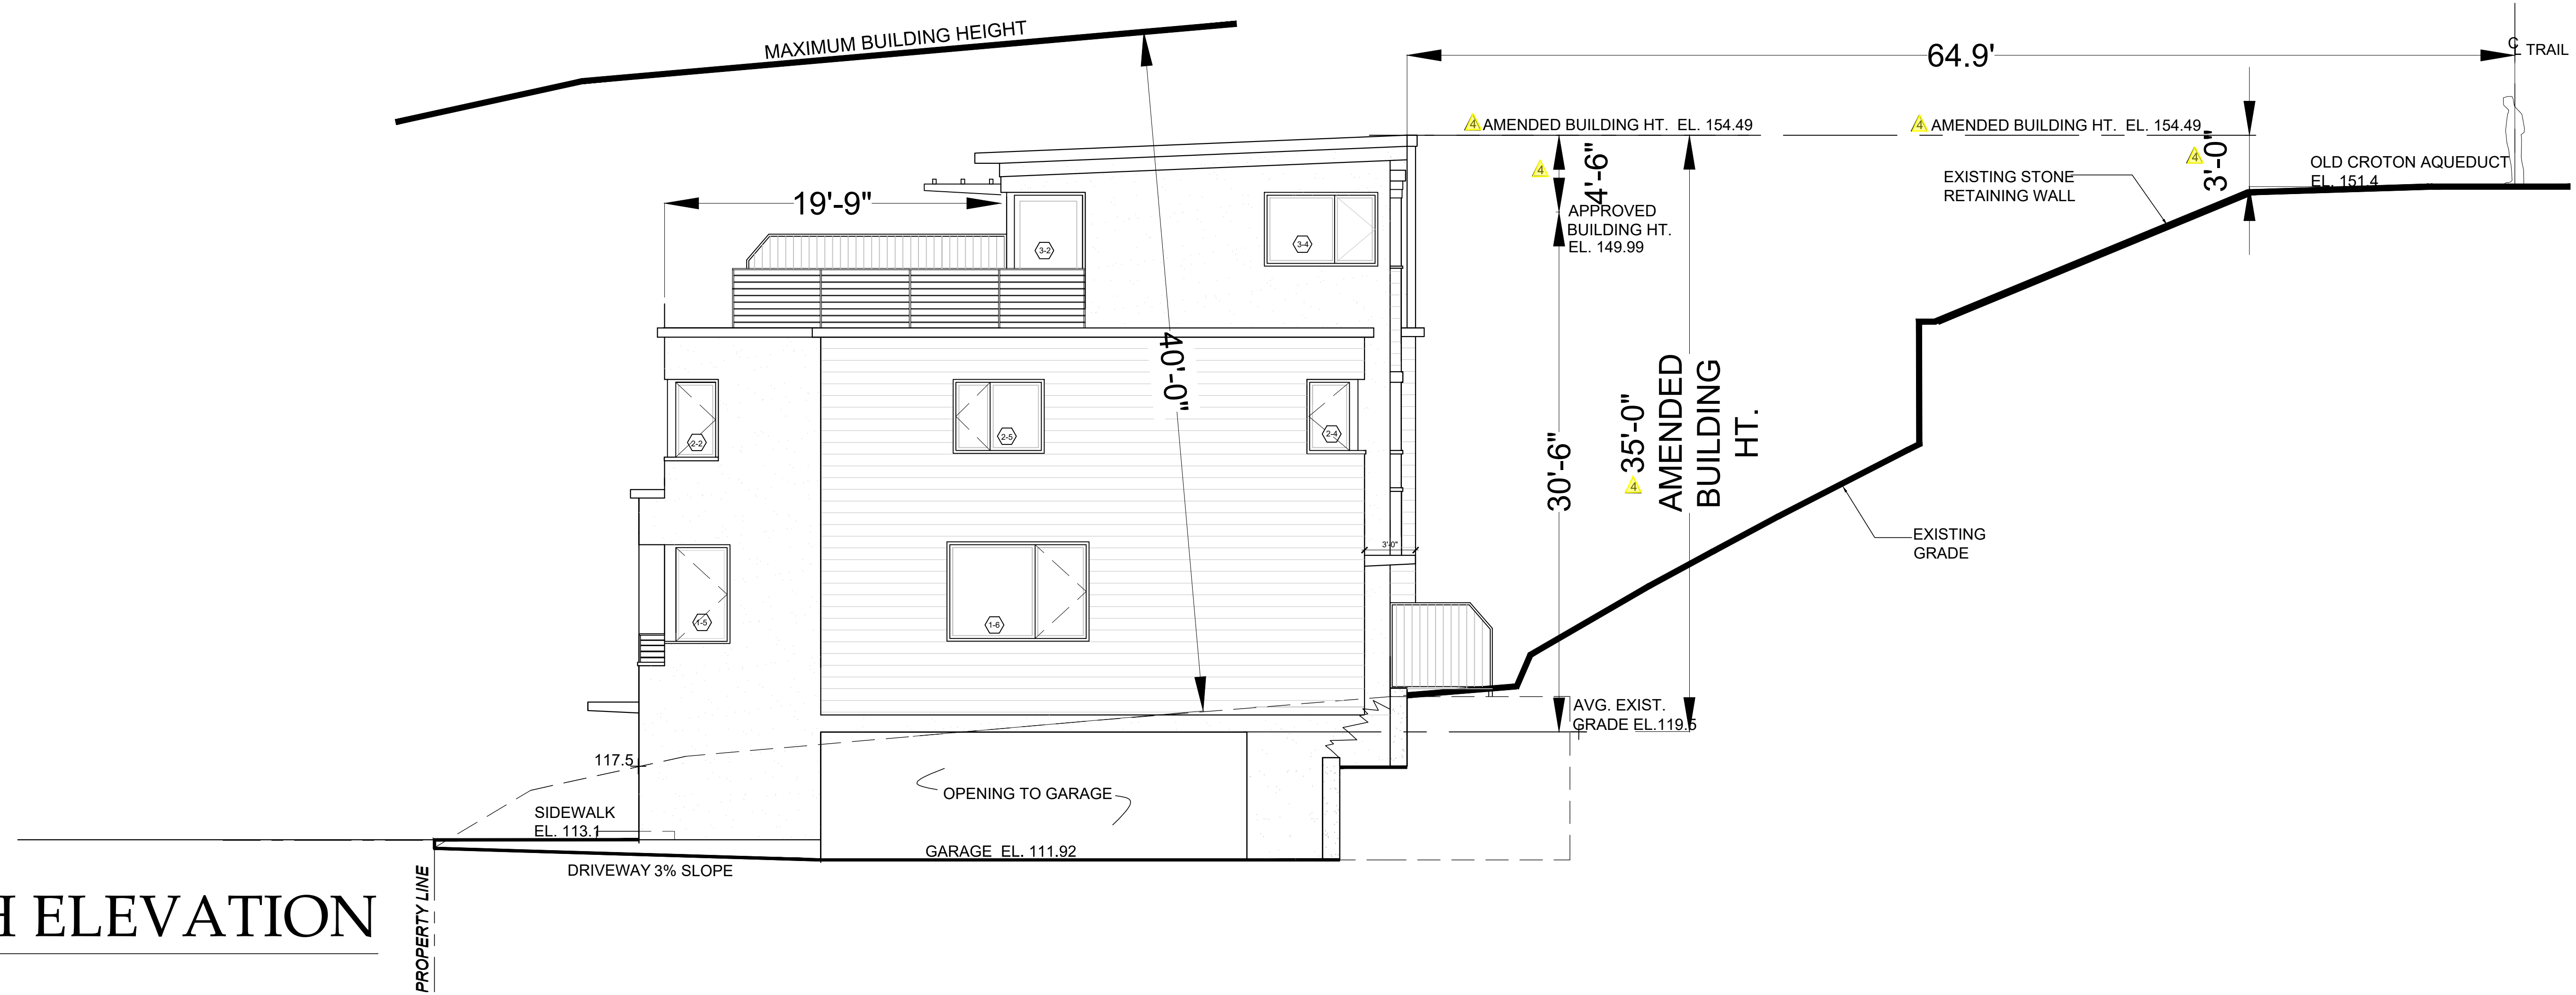 MAXIMUM BUILDING HEIGHT
64.9'
C
L TRAIL
4 AMENDED BUILDING HT. EL. 154.49
4 AMENDED BUILDING HT. EL. 154.49
4
4'-6"
4
3'-0"
OLD CROTON AQUEDUCT
EL. 151.4
EXISTING STONE
RETAINING WALL
19'-9"
APPROVED
BUILDING HT.
EL. 149.99
3-2
3-4
40'-0"
2-2
2-5
2-4
30'-6"
4 35'-0"
AMENDED
BUILDING
HT.
EXISTING
GRADE
3'-0"
1-5
1-6
AVG. EXIST.
GRADE EL.119.5
117.5
OPENING TO GARAGE
SIDEWALK
EL. 113.1
GARAGE EL. 111.92
DRIVEWAY 3% SLOPE
PROPERTY LINE
H ELEVATION